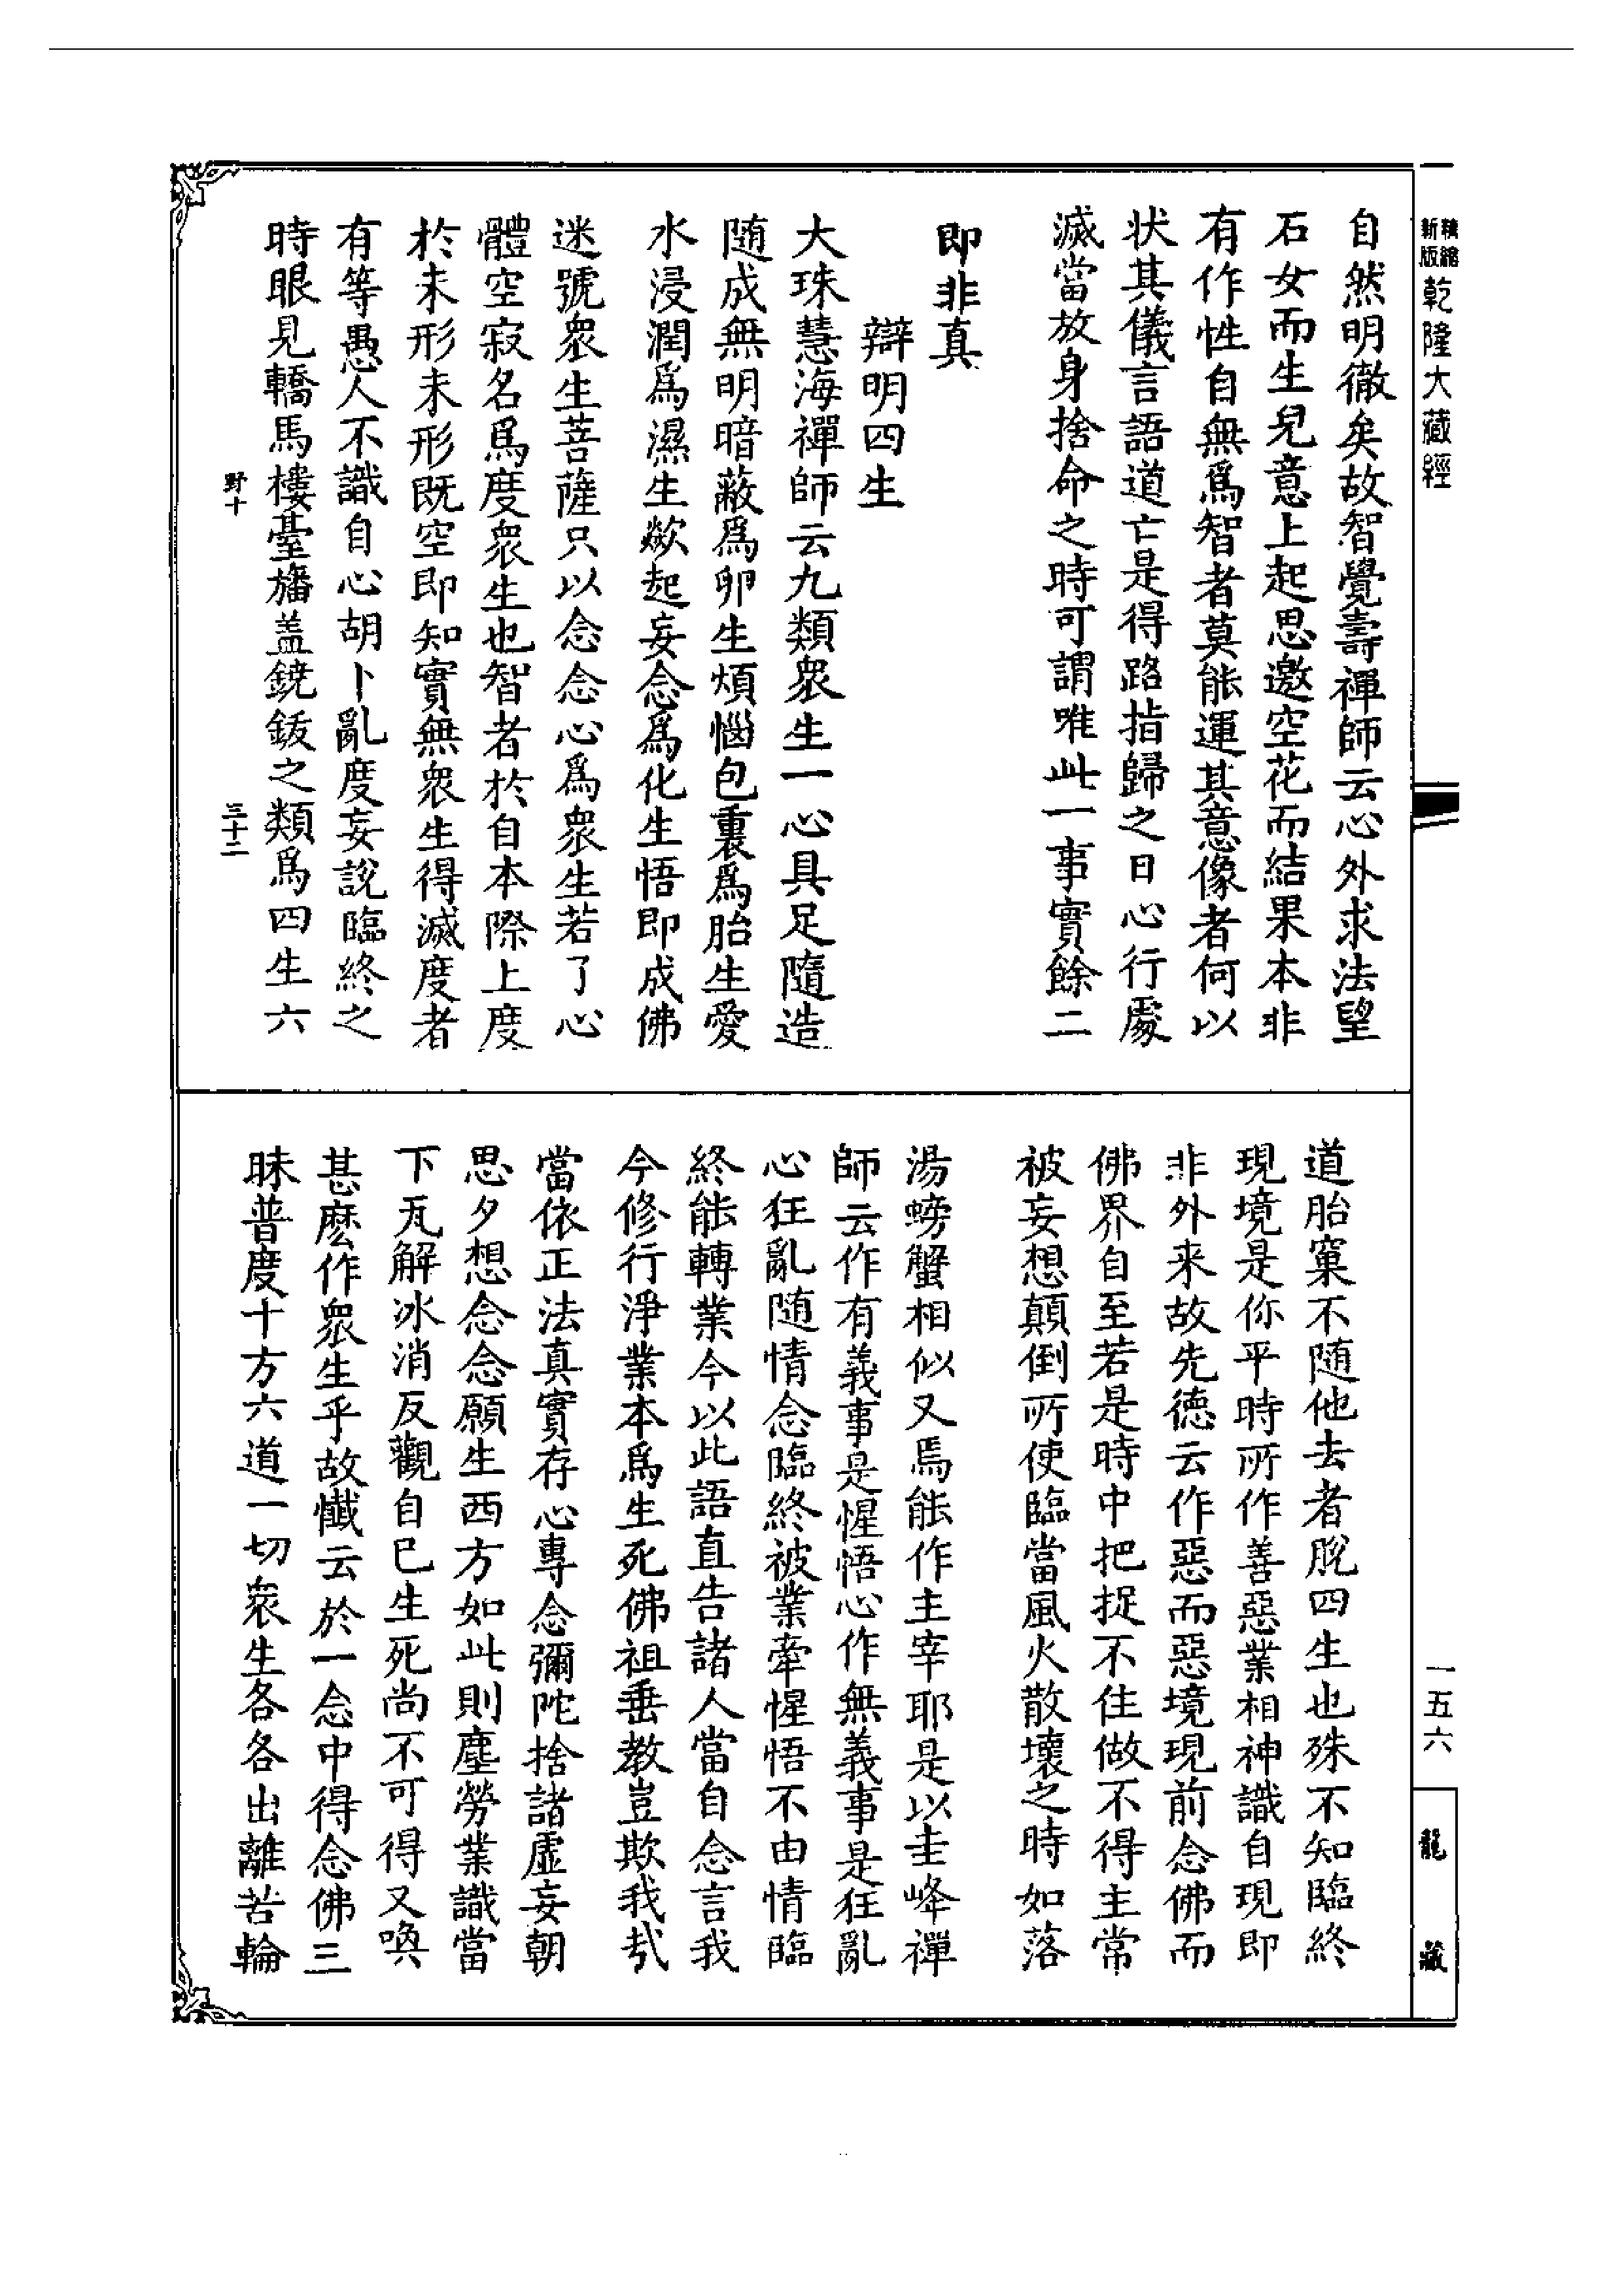 精縮新版乾隆大藏經
自然明徹矣故智覺壽禪師云心外求法望
石女而生兒意上起思邀空花而結果本非
有作性自無爲智者莫能運其意像者何以
狀其儀言語道亡是得路指歸之日心行處
滅當放身捨命之時可謂唯此一事實餘二
即非真
辯明四生
大珠慧海禪師云九類衆生一心具足隨造
随成無明暗蔽爲卵生煩惱包裹爲胎生愛
水浸潤爲濕生歘起妄念爲化生悟即成佛
迷號衆生菩薩只以念念心爲衆生若了心
體空寂名爲度衆生也智者於自本際上度
於未形未形既空即知實無衆生得滅度者
有等愚人不識自心胡卜亂度妄說臨終之
時眼見轎馬樓臺旛盖鐃鈸之類爲四生六
野十 三十二
道胎窠不随他去者脫四生也殊不知臨終
現境是你平時所作善惡業相神識自現即
非外来故先德云作惡而惡境現前念佛而
佛界自至若是時中把捉不住做不得主常
被妄想顛倒所使臨當風火散壞之時如落
湯螃蟹相似又焉能作主宰耶是以圭峰禪
師云作有義事是惺悟心作無義事是狂亂
心狂亂随情念臨終被業牽惺悟不由情臨
終能轉業今以此語直告諸人當自念言我
今修行淨業本爲生死佛祖垂教豈欺我㢤
當依正法真實存心專念彌陀捨諸虛妄朝
思夕想念念願生西方如此則塵勞業識當
下瓦解冰消反觀自已生死尚不可得又喚
甚麽作衆生乎故懺云於一念中得念佛三
昧普度十方六道一切衆生各各出離苦輪
一五六
龍藏